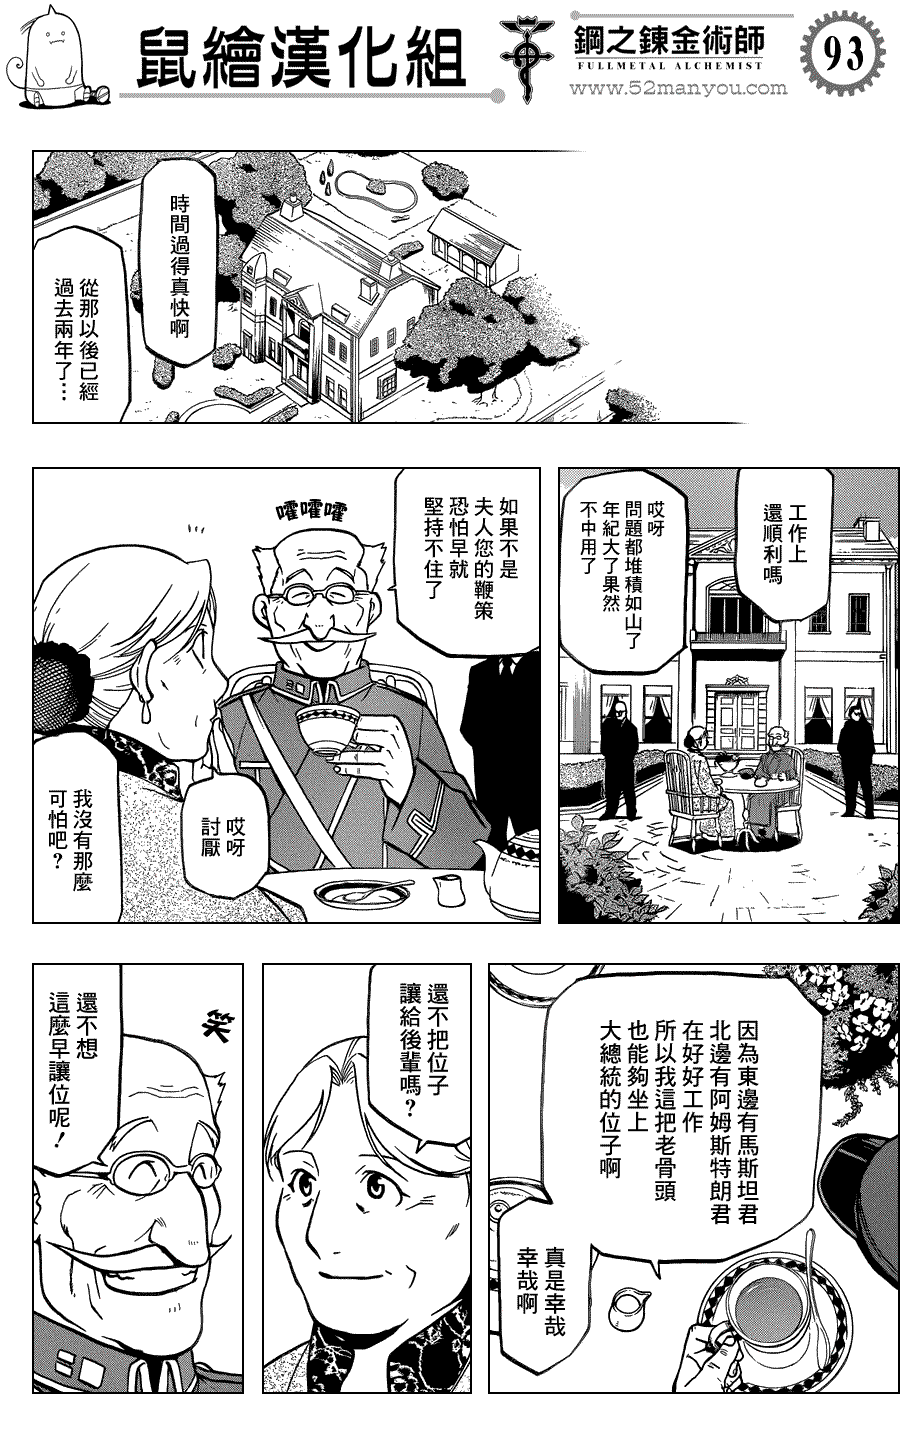 鼠繪漢化組
鋼之鍊金術師
FULLMETAL ALCHEMIST
www.52manyou.com
93
時間過得真快啊
從那以後已經
過去兩年了…
工作上
還順利嗎
哎呀
問題都堆積如山了
年紀大了果然
不中用了
如果不是
夫人您的鞭策
恐怕早就
堅持不住了
嚯嚯嚯
哎呀
討厭
我沒有那麼
可怕吧?
因為東邊有馬斯坦君
北邊有阿姆斯特朗君
在好好工作
所以我這把老骨頭
也能夠坐上
大總統的位子啊
真是幸哉
幸哉啊
還不把位子
讓給後輩嗎?
笑
還不想
這麼早讓位呢!